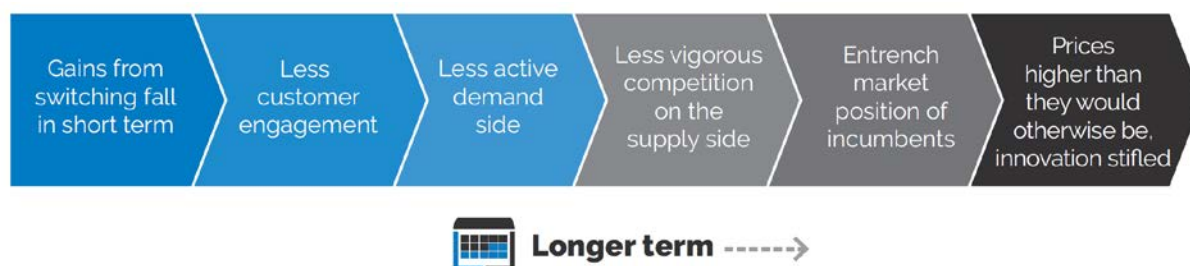 Gains from
switching fall
in short term
Less
customer
engagement
Less active
demand
side
Less vigorous
competition
on the
supply side
Entrench
market
position of
incumbents
Prices
higher than
they would
otherwise be,
innovation stifled
Longer term